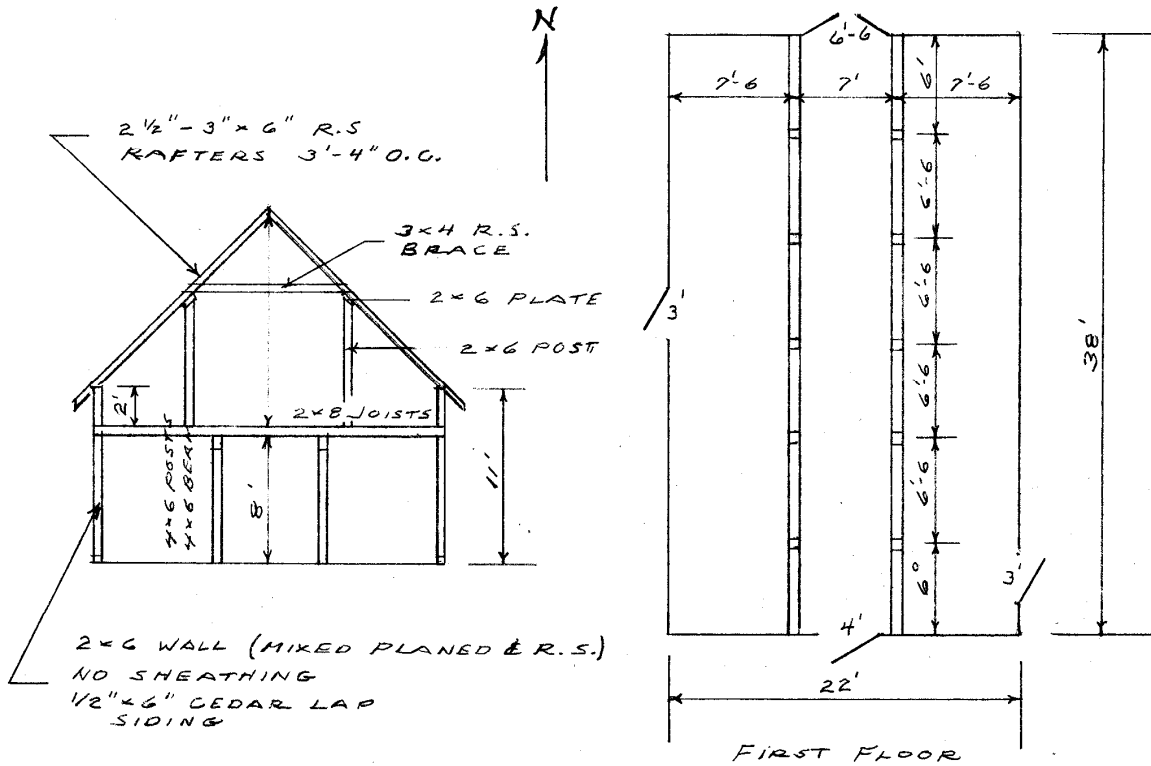 N
2 1/2" - 3" x 6" R.S
RAFTERS 3'-4" O.C.
3x4 R.S.
BRACE
2x6 PLATE
2x6 POST
2'
2x8 JOISTS
4x6 POSTS
4x6 BEAM
8'
11'
2x6 WALL (MIXED PLANED & R.S.)
NO SHEATHING
1/2" x 6" CEDAR LAP
SIDING
6'-6
7'-6
7'
7'-6
6'
6'-6
6'-6
6'-6
6'-6
6°
3'
38'
3'
4'
22'
FIRST FLOOR